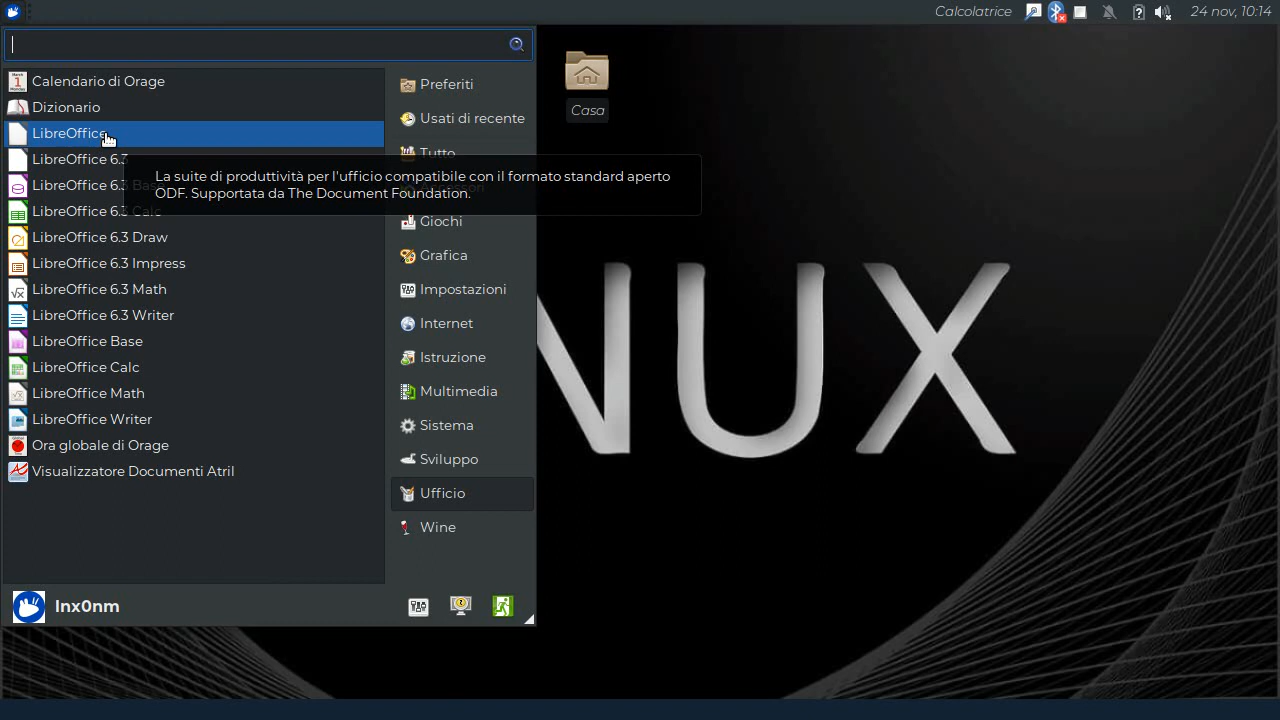 Calcolatrice
24 nov, 10:14
Calendario di Orage
Dizionario
LibreOffice
LibreOffice 6.3
LibreOffice 6.3 Base
LibreOffice 6.3 Calc
LibreOffice 6.3 Draw
LibreOffice 6.3 Impress
LibreOffice 6.3 Math
LibreOffice 6.3 Writer
LibreOffice Base
LibreOffice Calc
LibreOffice Math
LibreOffice Writer
Ora globale di Orage
Visualizzatore Documenti Atril
La suite di produttività per l'ufficio compatibile con il formato standard aperto
ODF. Supportata da The Document Foundation.
Preferiti
Usati di recente
Tutto
Accessori
Giochi
Grafica
Impostazioni
Internet
Istruzione
Multimedia
Sistema
Sviluppo
Ufficio
Wine
lnx0nm
Casa
NUX